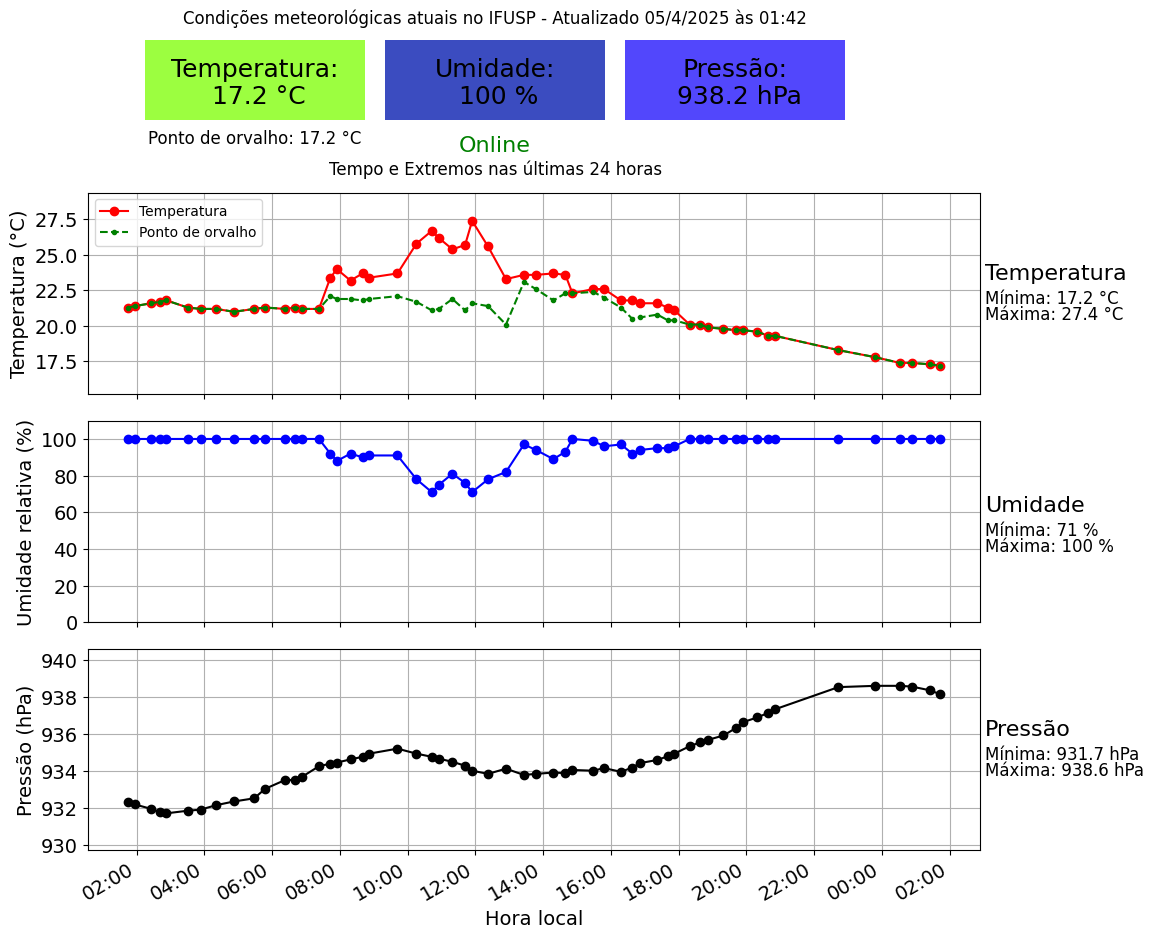 Condições meteorológicas atuais no IFUSP - Atualizado 05/4/2025 às 01:42
Temperatura:
17.2 °C
Umidade:
100 %
Pressão:
938.2 hPa
Ponto de orvalho: 17.2 °C
Online
Tempo e Extremos nas últimas 24 horas
Temperatura (°C)
27.5
25.0
22.5
20.0
17.5
Temperatura
Ponto de orvalho
Temperatura
Mínima: 17.2 °C
Máxima: 27.4 °C
Umidade relativa (%)
100
80
60
40
20
0
Umidade
Mínima: 71 %
Máxima: 100 %
Pressão (hPa)
940
938
936
934
932
930
Pressão
Mínima: 931.7 hPa
Máxima: 938.6 hPa
02:00 04:00 06:00 08:00 10:00 12:00 14:00 16:00 18:00 20:00 22:00 00:00 02:00
Hora local